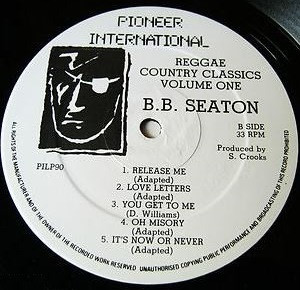 PIONEER
INTERNATIONAL
REGGAE
COUNTRY CLASSICS
VOLUME ONE
B.B. SEATON
B SIDE
33 RPM
Produced by
S. Crooks
PILP90
1. RELEASE ME
(Adapted)
2. LOVE LETTERS
(Adapted)
3. YOU GET TO ME
(D. Williams)
4. OH MISORY
(Adapted)
5. IT'S NOW OR NEVER
(Adapted)
ALL RIGHTS OF THE MANUFACTURER AND OF THE OWNER OF THE RECORDED WORK RESERVED UNAUTHORISED COPYING PUBLIC PERFORMANCE AND BROADCASTING OF THIS RECORD PROHIBITED